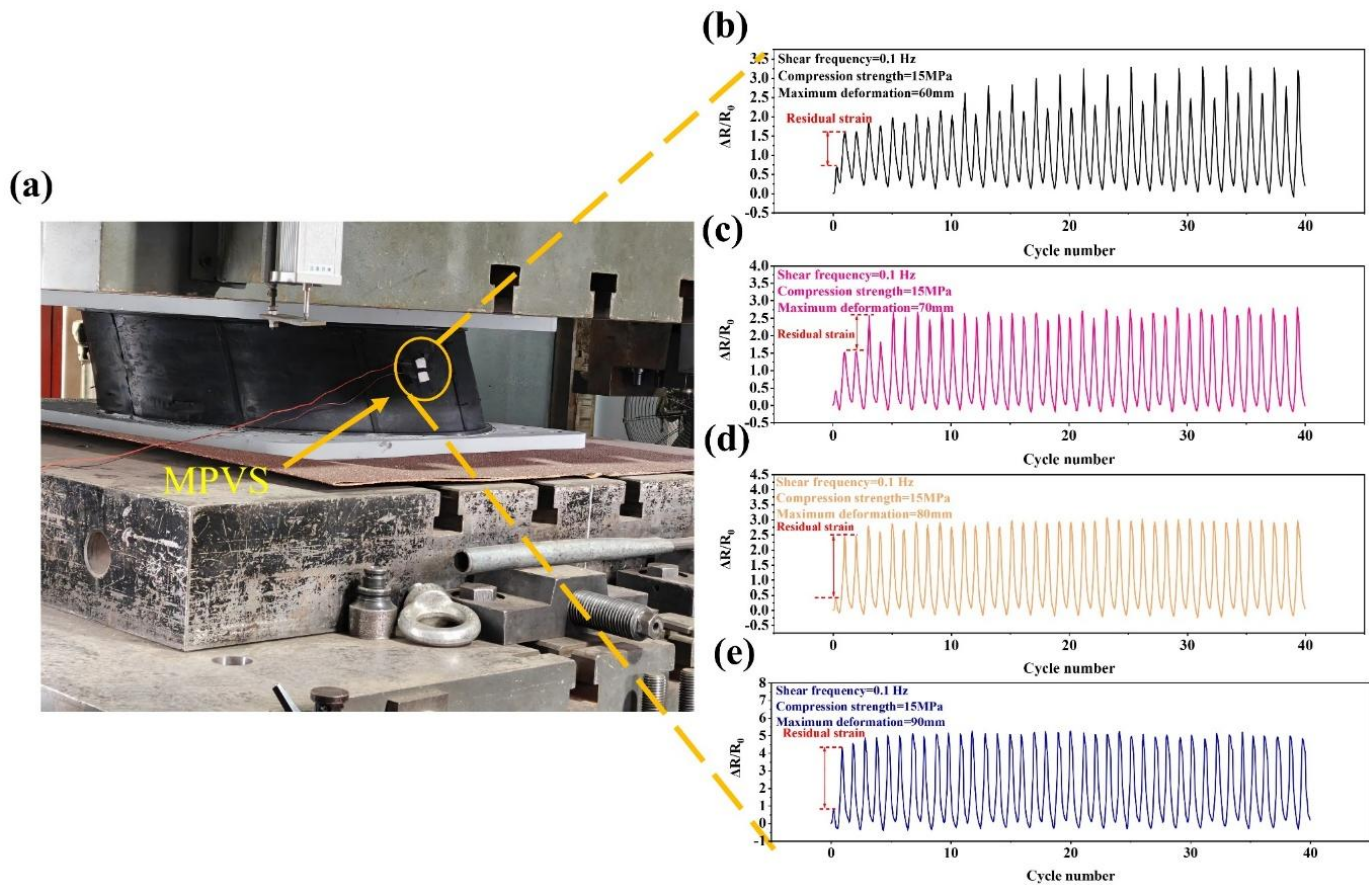 (a)
MPVS
(b)
Shear frequency=0.1 Hz
Compression strength=15MPa
Maximum deformation=60mm
Residual strain
ΔR/R₀
3.5
3.0
2.5
2.0
1.5
1.0
0.5
0.0
-0.5
0 10 20 30 40
Cycle number
(c)
Shear frequency=0.1 Hz
Compression strength=15MPa
Maximum deformation=70mm
Residual strain
ΔR/R₀
4.0
3.5
3.0
2.5
2.0
1.5
1.0
0.5
0.0
-0.5
0 10 20 30 40
Cycle number
(d)
Shear frequency=0.1 Hz
Compression strength=15MPa
Maximum deformation=80mm
Residual strain
ΔR/R₀
4.5
4.0
3.5
3.0
2.5
2.0
1.5
1.0
0.5
0.0
-0.5
0 10 20 30 40
Cycle number
(e)
Shear frequency=0.1 Hz
Compression strength=15MPa
Maximum deformation=90mm
Residual strain
ΔR/R₀
8
7
6
5
4
3
2
1
0
-1
0 10 20 30 40
Cycle number